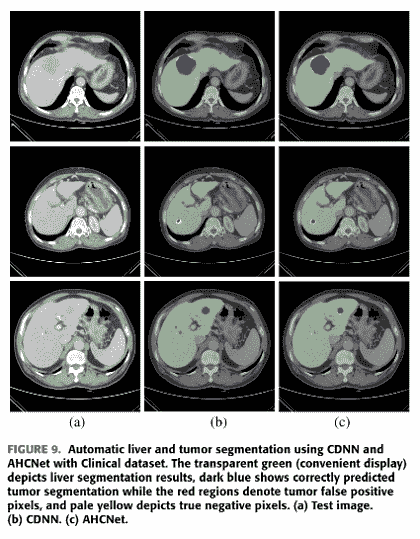 (a) (b) (c)
FIGURE 9. Automatic liver and tumor segmentation using CDNN and
AHCNet with Clinical dataset. The transparent green (convenient display)
depicts liver segmentation results, dark blue shows correctly predicted
tumor segmentation while the red regions denote tumor false positive
pixels, and pale yellow depicts true negative pixels. (a) Test image.
(b) CDNN. (c) AHCNet.